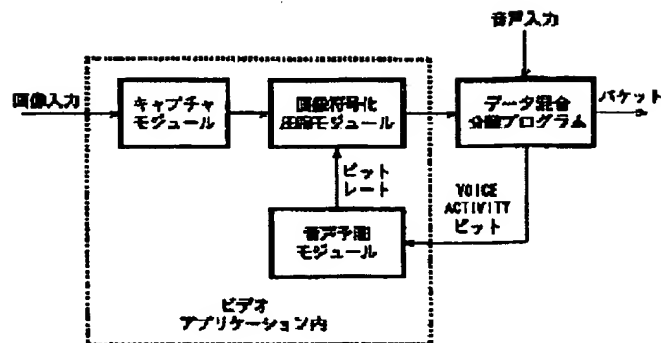 音声入力
画像入力
キャプチャ
モジュール
画像符号化
圧縮モジュール
データ混合
分離プログラム
パケット
ビット
レート
VOICE
ACTIVITY
ビット
音声予測
モジュール
ビデオ
アプリケーション内